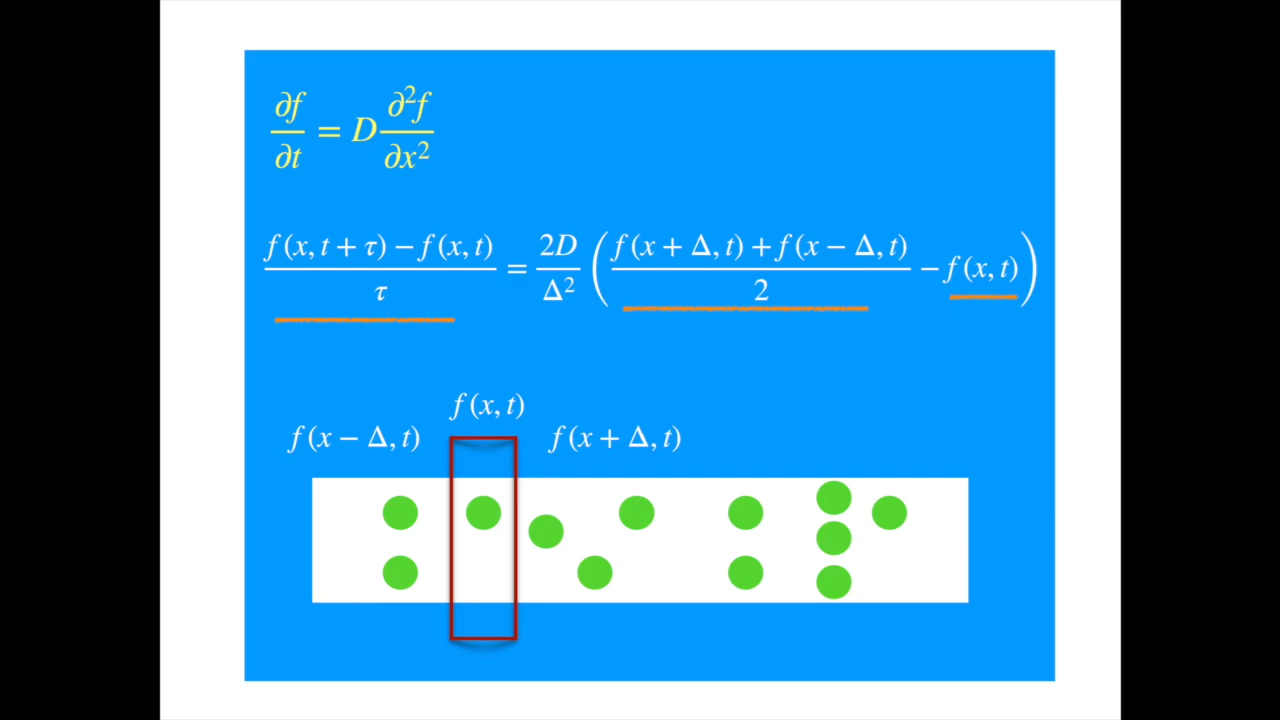 ∂f/∂t = D ∂²f/∂x²
(f(x, t + τ) − f(x, t))/τ = 2D/Δ² ( (f(x + Δ, t) + f(x − Δ, t))/2 − f(x, t) )
f(x, t)
f(x − Δ, t) f(x + Δ, t)